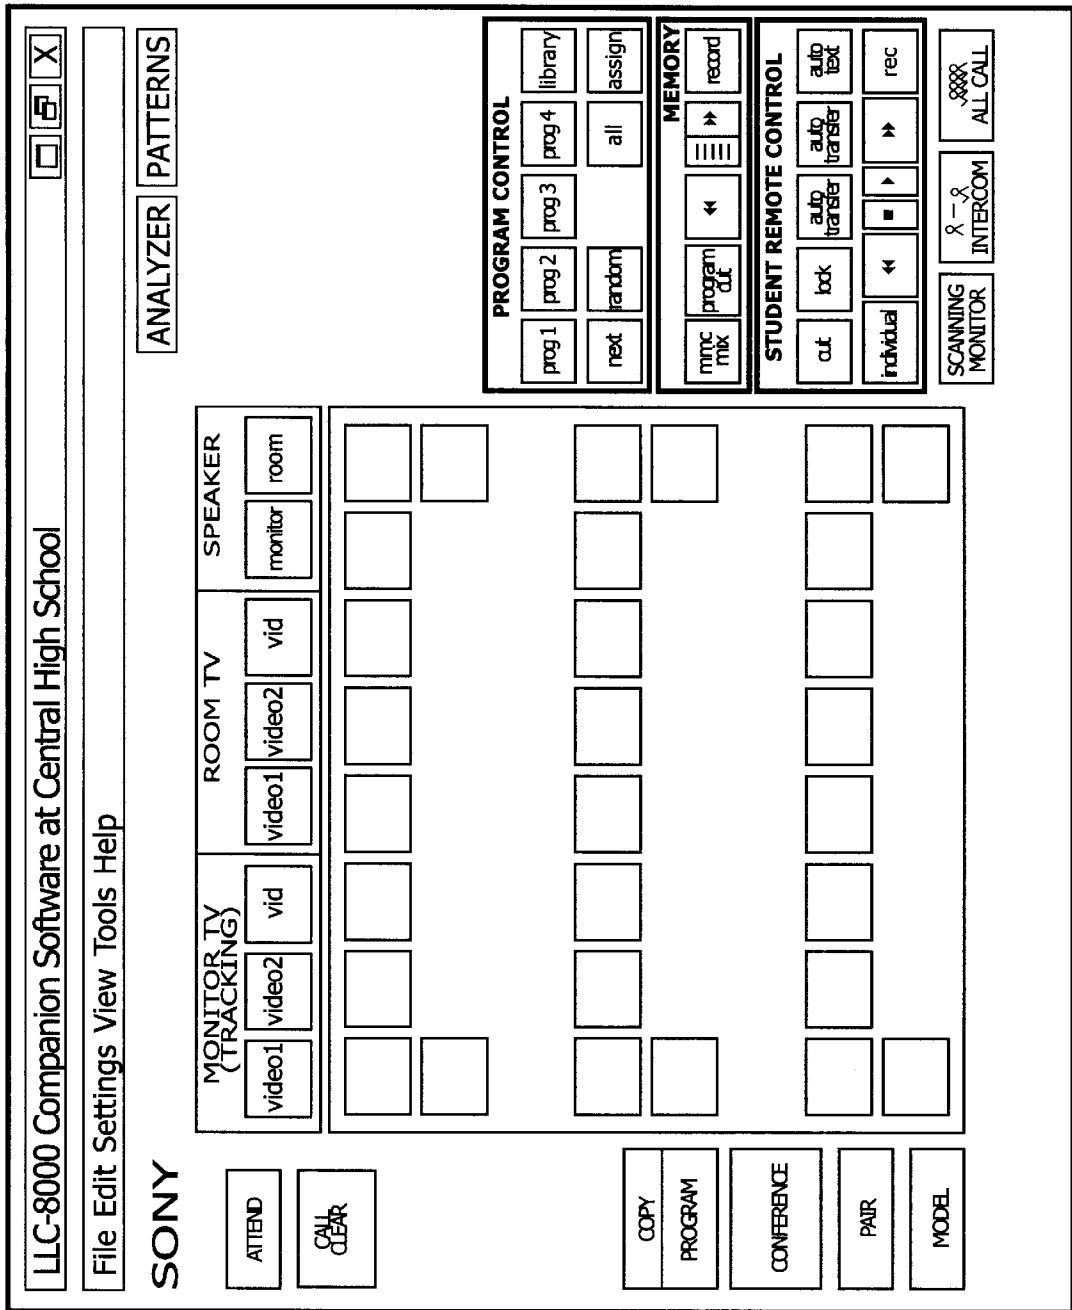 LLC-8000 Companion Software at Central High School X
File Edit Settings View Tools Help
SONY
ANALYZER PATTERNS
ATTEND
CALL
CLEAR
COPY
PROGRAM
CONFERENCE
PAIR
MODEL
MONITOR TV
(TRACKING)
video1 video2 vid
ROOM TV
video1 video2 vid
SPEAKER
monitor room
PROGRAM CONTROL
prog 1 prog 2 prog 3 prog 4 library
next random all assign
MEMORY
mmc
mix
program
cut
record
STUDENT REMOTE CONTROL
cut lock
auto
transfer
auto
transfer
auto
text
individual rec
SCANNING
MONITOR
INTERCOM
ALL CALL